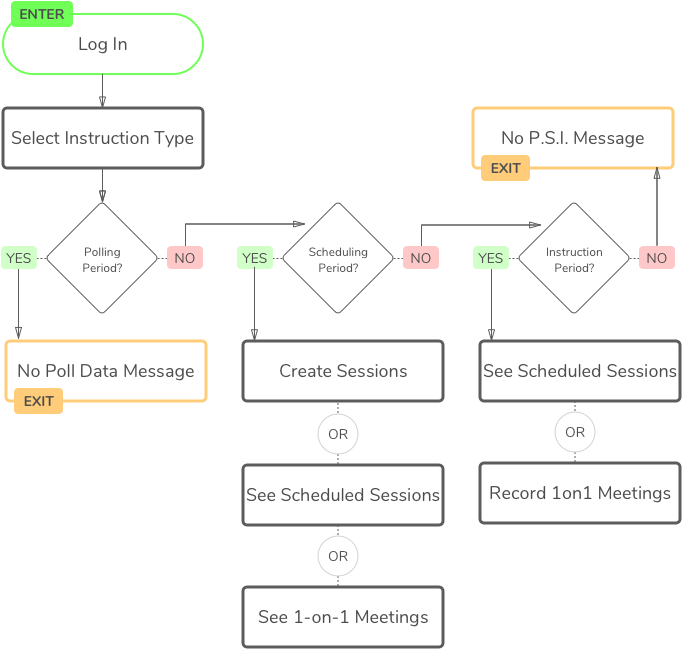 ENTER
Log In
Select Instruction Type
No P.S.I. Message
EXIT
Polling
Period?
YES
NO
Scheduling
Period?
YES
NO
Instruction
Period?
YES
NO
No Poll Data Message
EXIT
Create Sessions
OR
See Scheduled Sessions
OR
See 1-on-1 Meetings
See Scheduled Sessions
OR
Record 1on1 Meetings